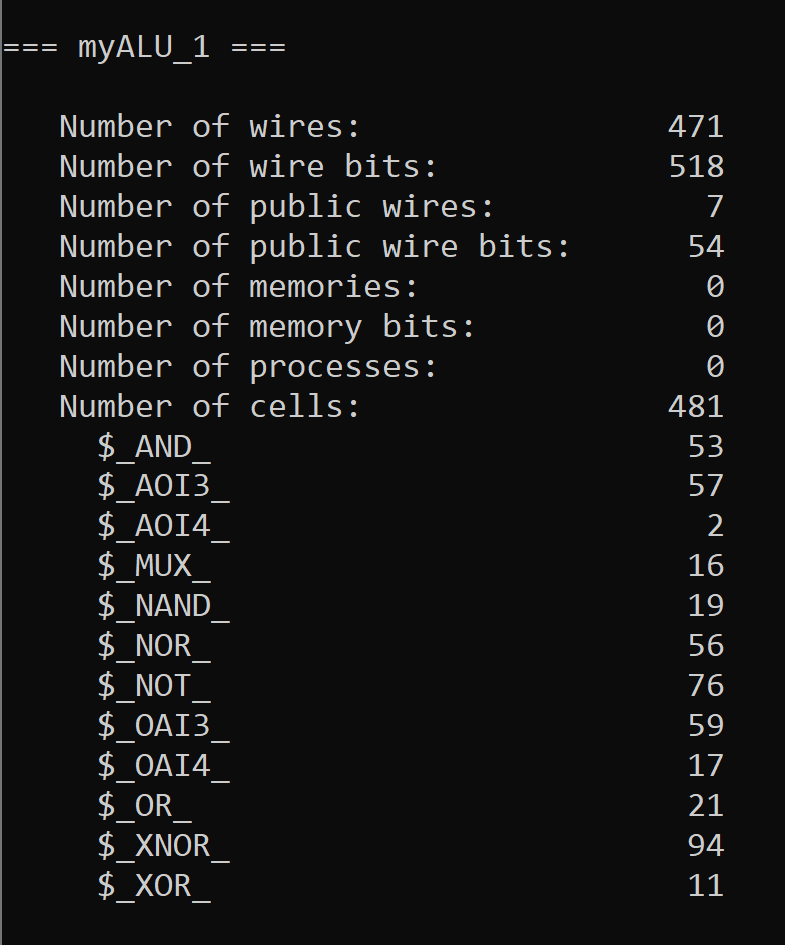 === myALU_1 ===
Number of wires: 471
Number of wire bits: 518
Number of public wires: 7
Number of public wire bits: 54
Number of memories: 0
Number of memory bits: 0
Number of processes: 0
Number of cells: 481
$_AND_ 53
$_AOI3_ 57
$_AOI4_ 2
$_MUX_ 16
$_NAND_ 19
$_NOR_ 56
$_NOT_ 76
$_OAI3_ 59
$_OAI4_ 17
$_OR_ 21
$_XNOR_ 94
$_XOR_ 11